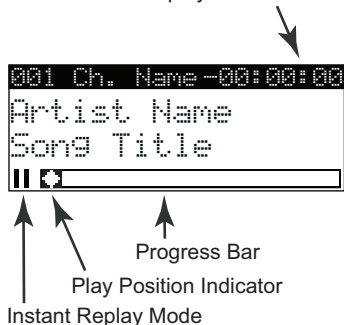 001 Ch. Name-00:00:00
Artist Name
Song Title
Progress Bar
Play Position Indicator
Instant Replay Mode